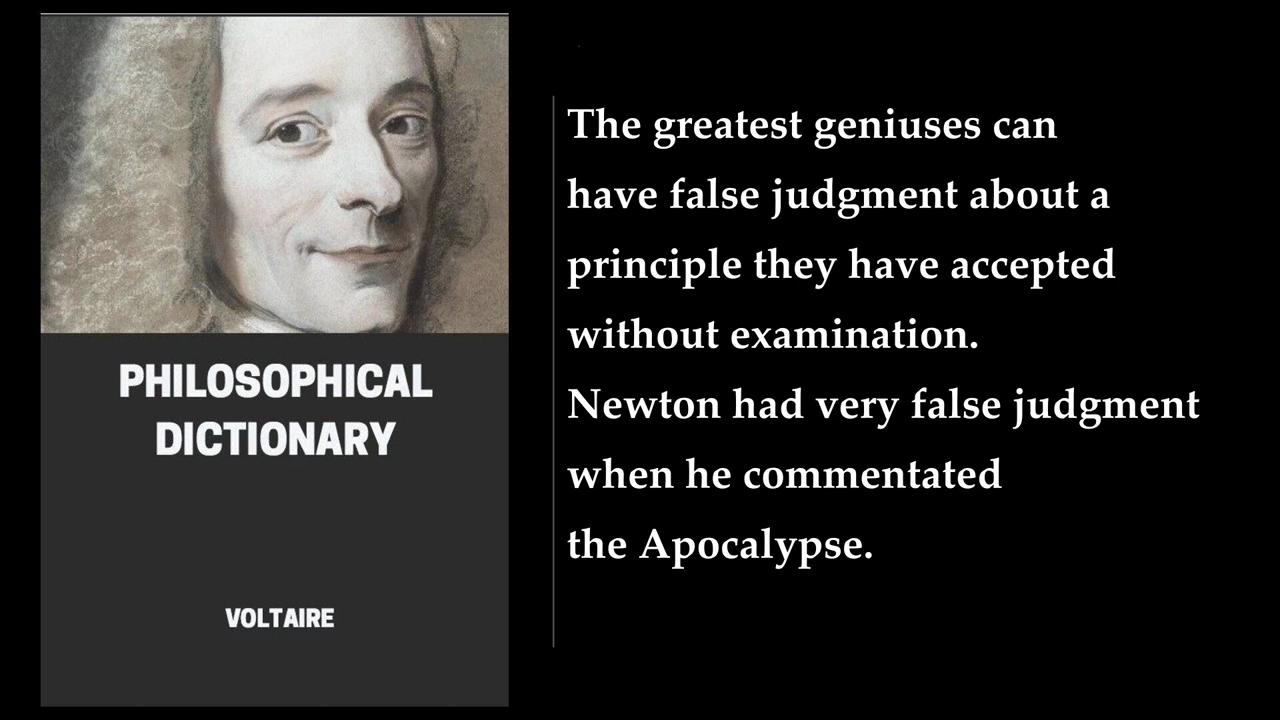 PHILOSOPHICAL
DICTIONARY
VOLTAIRE
The greatest geniuses can
have false judgment about a
principle they have accepted
without examination.
Newton had very false judgment
when he commentated
the Apocalypse.